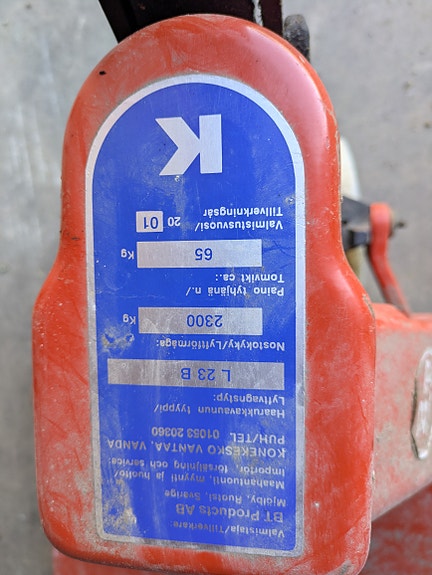 Valmistaja/Tillverkare
BT Products AB
Mjölby, Ruotsi, Sverige
Maahantuonti, myynti ja huolto/
Importör, försäljning och service:
KONEKESKO VANTAA, VANDA
PUH/TEL. 01053 20360
Haarukkavaunun tyyppi/
Lyftvagnstyp:
L 23 B
Nostokyky/Lyftförmåga:
2300 Kg
Paino tyhjänä n./
Tomvikt ca.:
65 Kg
Valmistusvuosi/
Tillverkningsår 20 01
K